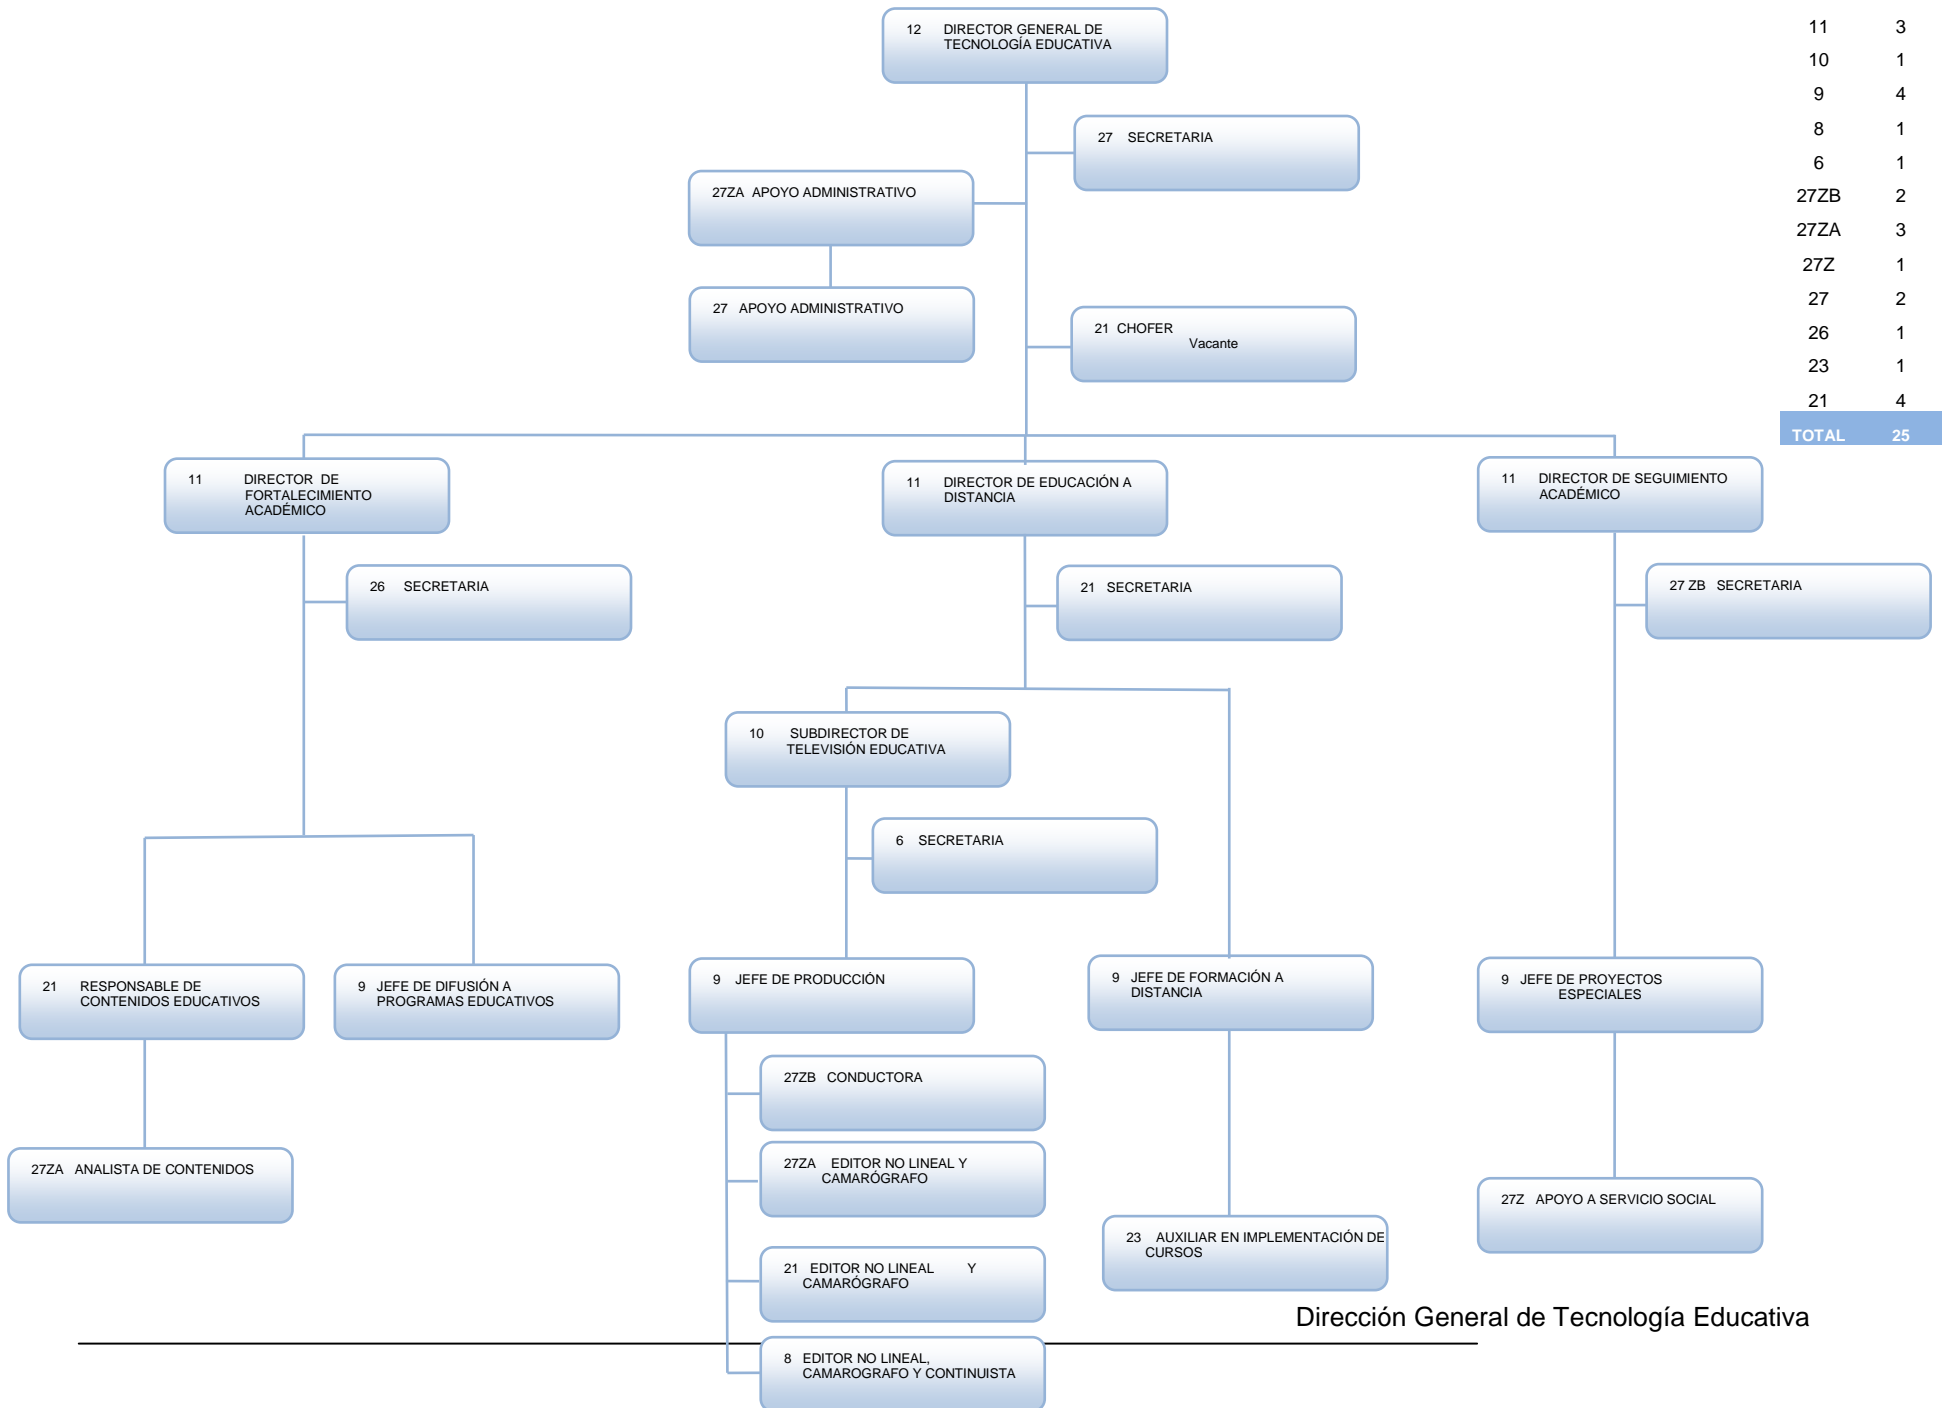 12 DIRECTOR GENERAL DE
TECNOLOGÍA EDUCATIVA
11 3
10 1
9 4
8 1
6 1
27ZB 2
27ZA 3
27Z 1
27 2
26 1
23 1
21 4
TOTAL 25
27 SECRETARIA
27ZA APOYO ADMINISTRATIVO
27 APOYO ADMINISTRATIVO
21 CHOFER
Vacante
11 DIRECTOR DE
FORTALECIMIENTO
ACADÉMICO
11 DIRECTOR DE EDUCACIÓN A
DISTANCIA
11 DIRECTOR DE SEGUIMIENTO
ACADÉMICO
26 SECRETARIA
21 SECRETARIA
27 ZB SECRETARIA
10 SUBDIRECTOR DE
TELEVISIÓN EDUCATIVA
6 SECRETARIA
21 RESPONSABLE DE
CONTENIDOS EDUCATIVOS
9 JEFE DE DIFUSIÓN A
PROGRAMAS EDUCATIVOS
9 JEFE DE PRODUCCIÓN
9 JEFE DE FORMACIÓN A
DISTANCIA
9 JEFE DE PROYECTOS
ESPECIALES
27ZB CONDUCTORA
27ZA ANALISTA DE CONTENIDOS
27ZA EDITOR NO LINEAL Y
CAMARÓGRAFO
27Z APOYO A SERVICIO SOCIAL
23 AUXILIAR EN IMPLEMENTACIÓN DE
CURSOS
21 EDITOR NO LINEAL Y
CAMARÓGRAFO
Dirección General de Tecnología Educativa
8 EDITOR NO LINEAL,
CAMAROGRAFO Y CONTINUISTA